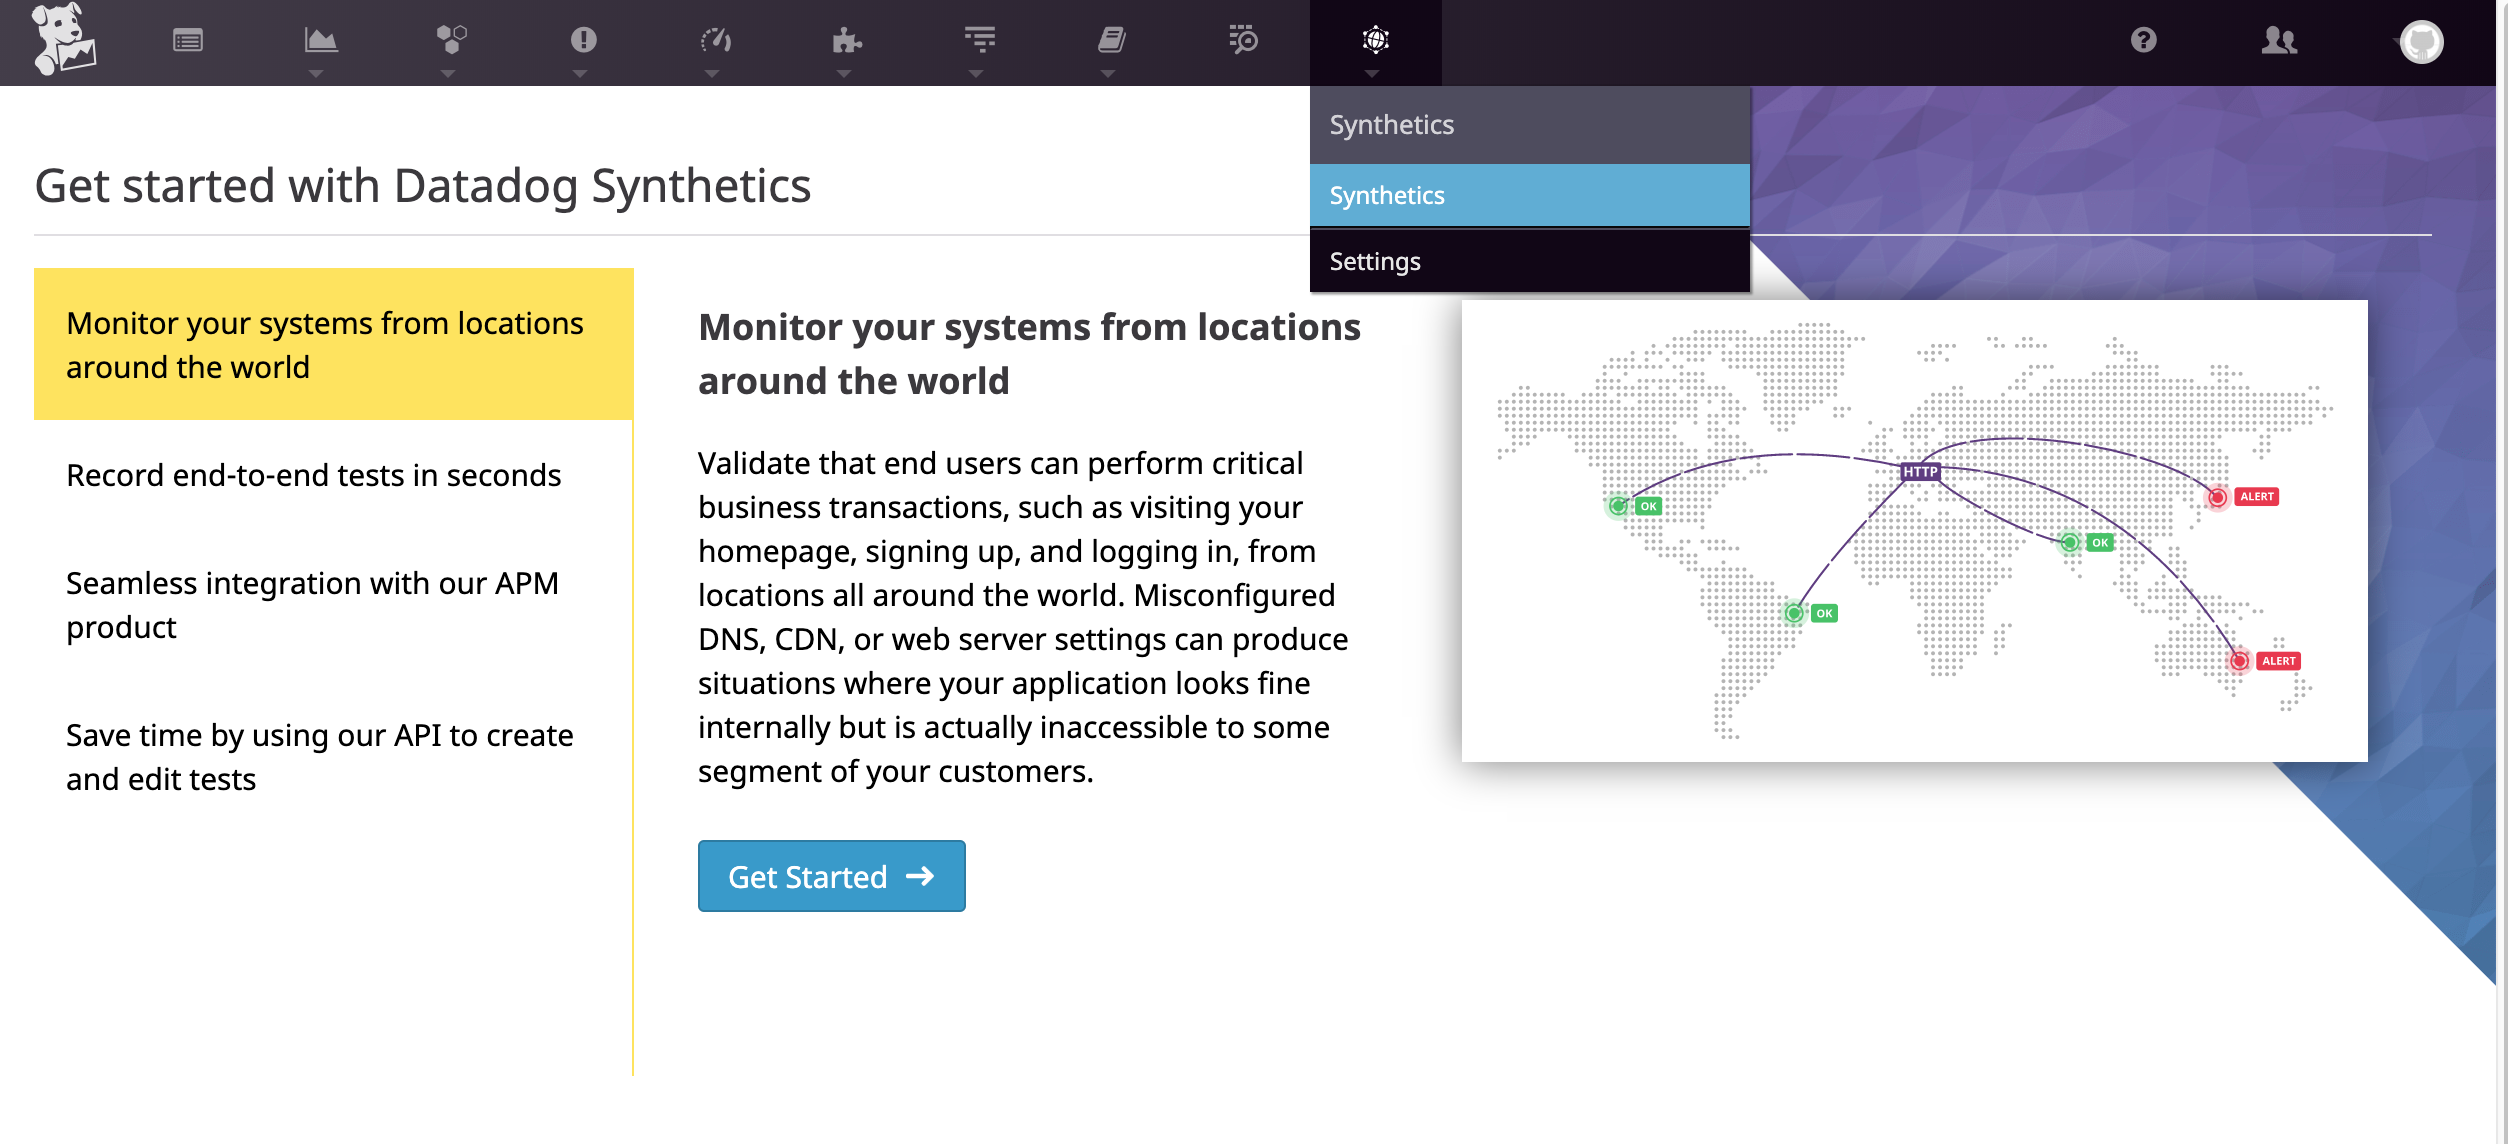 Synthetics
Synthetics
Settings
Get started with Datadog Synthetics
Monitor your systems from locations
around the world
Record end-to-end tests in seconds
Seamless integration with our APM
product
Save time by using our API to create
and edit tests
Monitor your systems from locations
around the world
Validate that end users can perform critical
business transactions, such as visiting your
homepage, signing up, and logging in, from
locations all around the world. Misconfigured
DNS, CDN, or web server settings can produce
situations where your application looks fine
internally but is actually inaccessible to some
segment of your customers.
Get Started
HTTP
ALERT
OK
OK
OK
ALERT